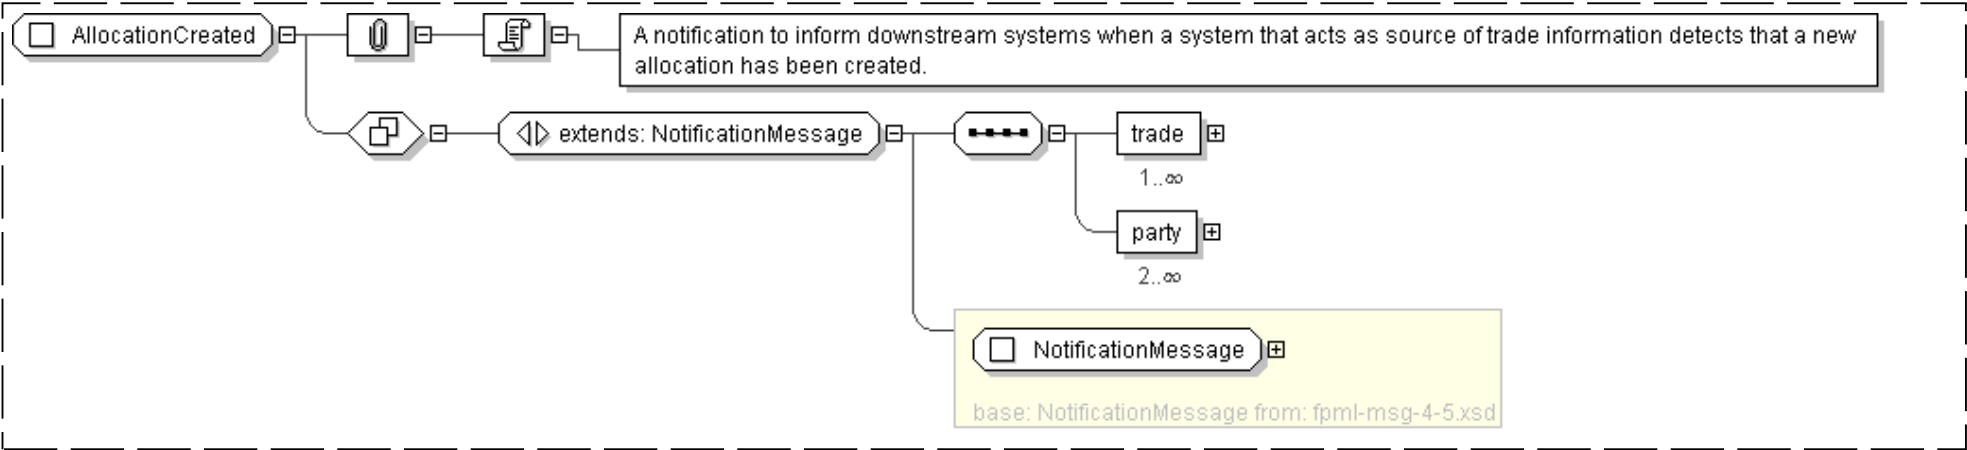 AllocationCreated
A notification to inform downstream systems when a system that acts as source of trade information detects that a new
allocation has been created.
extends: NotificationMessage
trade
1..∞
party
2..∞
NotificationMessage
base: NotificationMessage from: fpml-msg-4-5.xsd